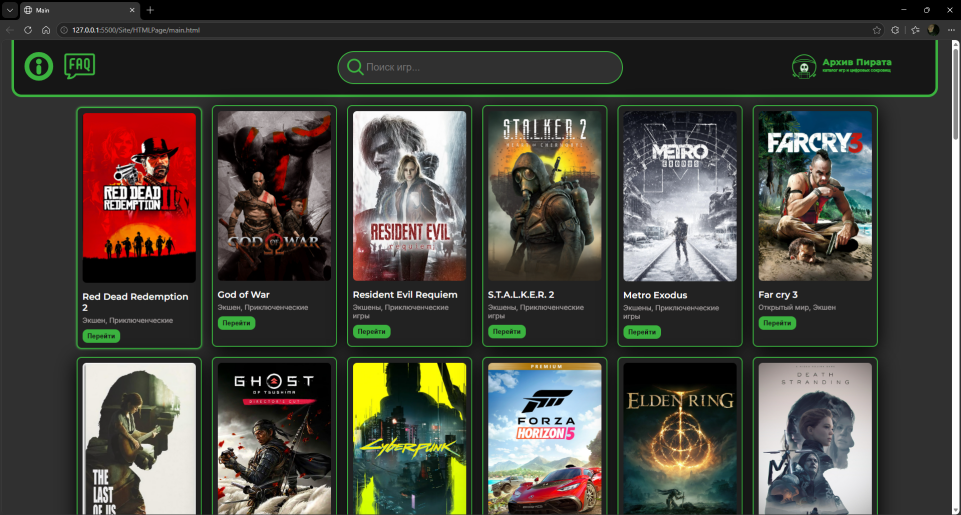 Main
127.0.0.1:5500/Site/HTMLPage/main.html
FAQ
Поиск игр...
Архив Пирата
каталог игр и цифровых сокровищ
RED DEAD
REDEMPTION
II
GOD OF WAR
RESIDENT EVIL
REQUIEM
S.T.A.L.K.E.R. 2
HEART OF CHORNOBYL
METRO
EXODUS
FARCRY3
Red Dead Redemption
2
Экшен, Приключенческие
Перейти
God of War
Экшен, Приключенческие
Перейти
Resident Evil Requiem
Экшены, Приключенческие
игры
Перейти
S.T.A.L.K.E.R. 2
Экшены, Приключенческие
игры
Перейти
Metro Exodus
Экшены, Приключенческие
игры
Перейти
Far cry 3
Открытый мир, Экшен
Перейти
THE
LAST
OF US
GHOST
OF TSUSHIMA
DIRECTOR'S CUT
CYBERPUNK
PREMIUM
FORZA
HORIZON 5
ELDEN RING
DEATH
STRANDING